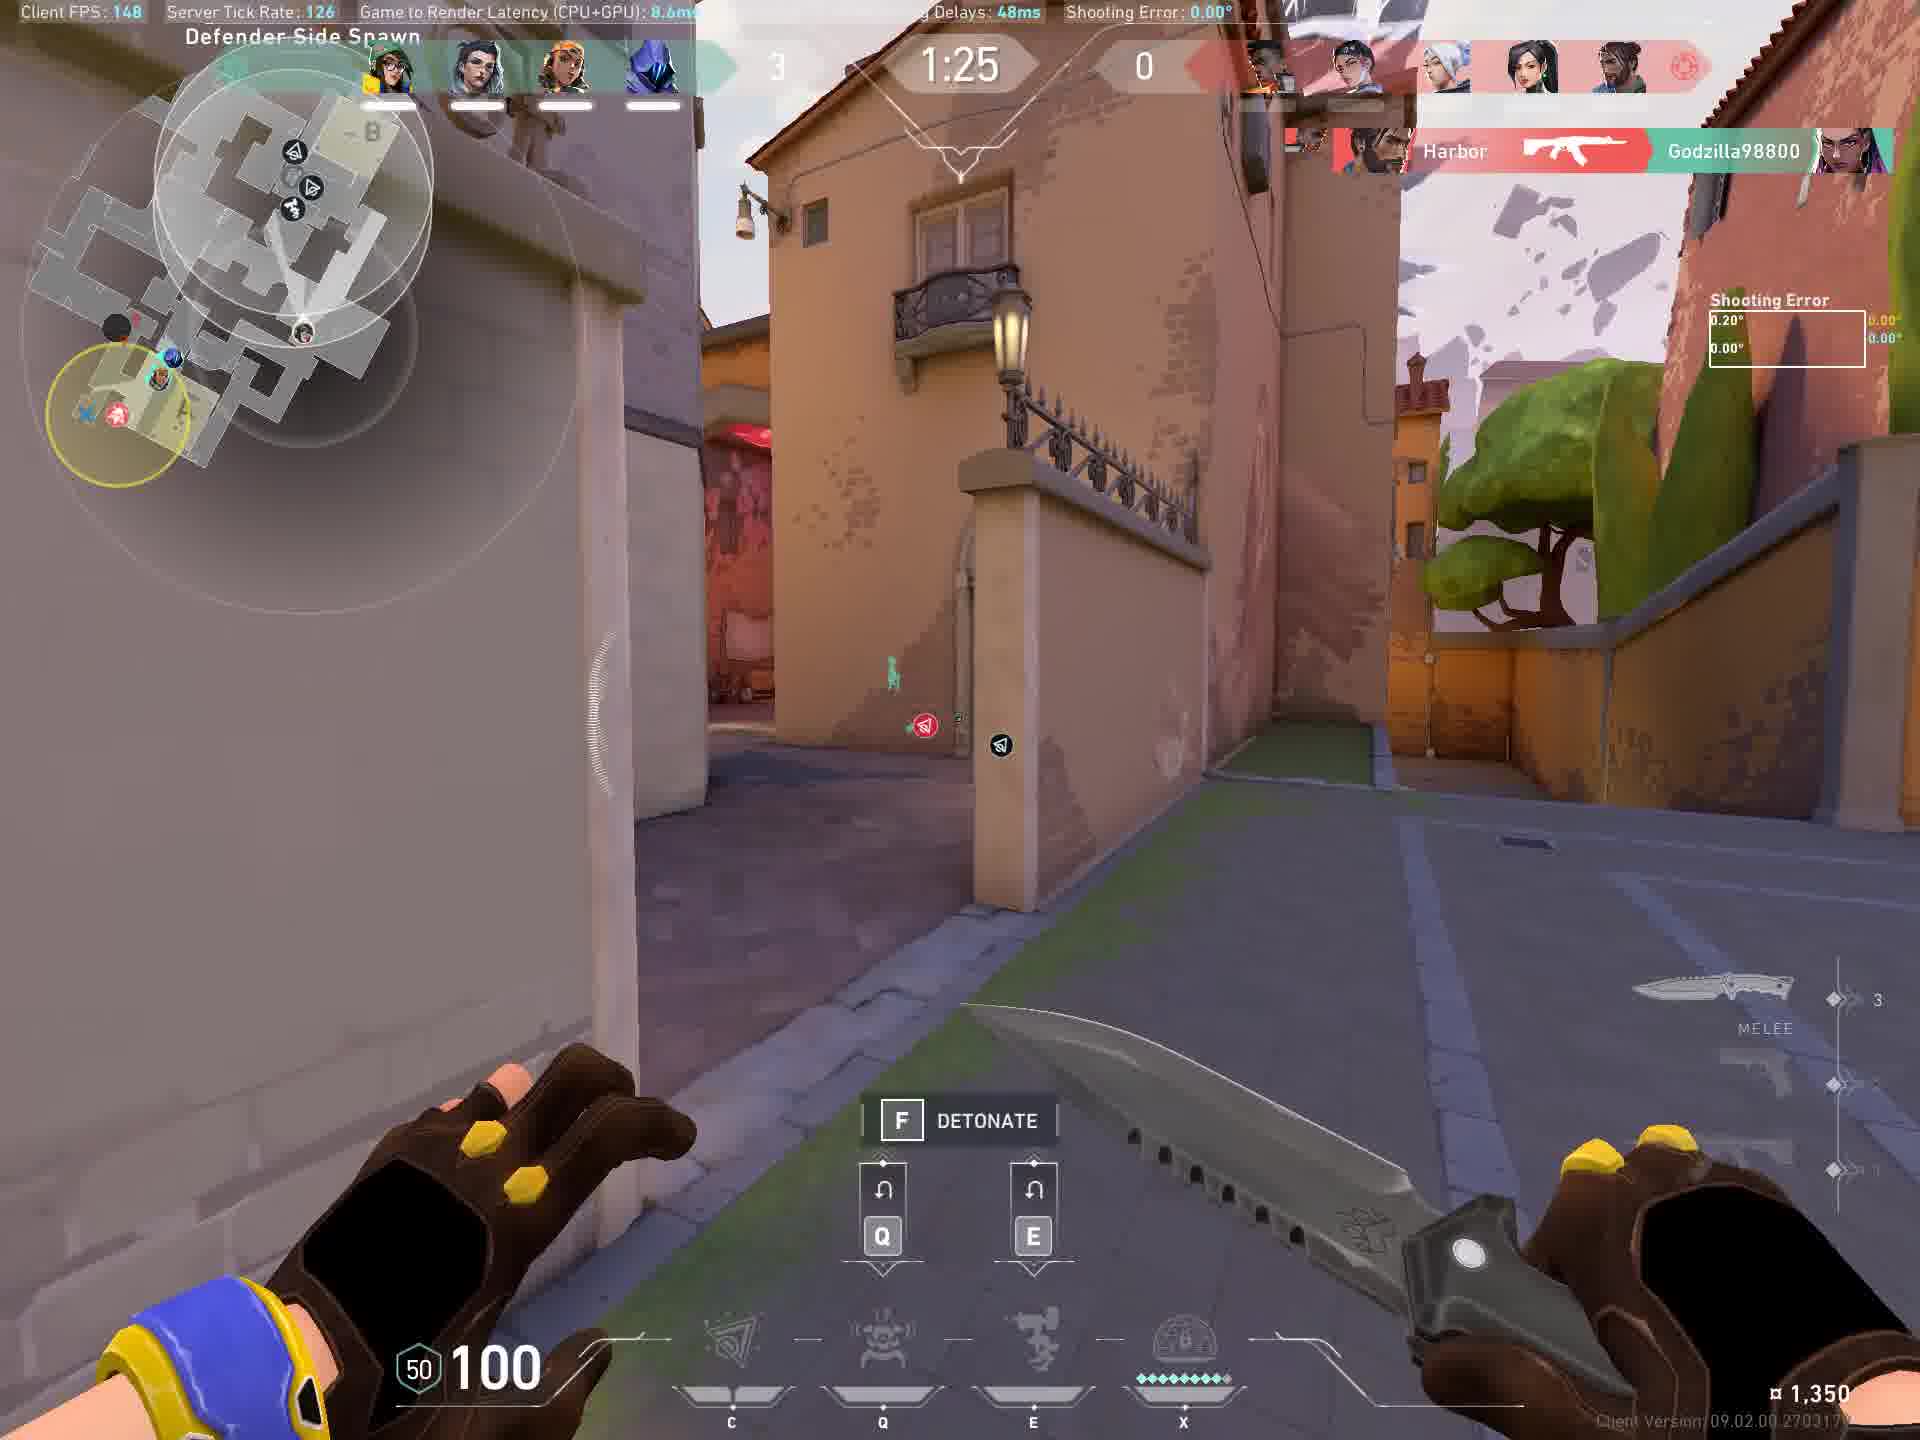 Client FPS: 148
Server Tick Rate: 126
Game to Render Latency (CPU+GPU): 8.6ms
g Delays: 48ms
Shooting Error: 0.00°
Defender Side Spawn
3
1:25
0
B
Harbor
Godzilla98800
Shooting Error
0.20°
0.00°
0.00°
0.00°
A
3
MELEE
F DETONATE
Q
E
50 100
C
Q
E
X
¤ 1,350